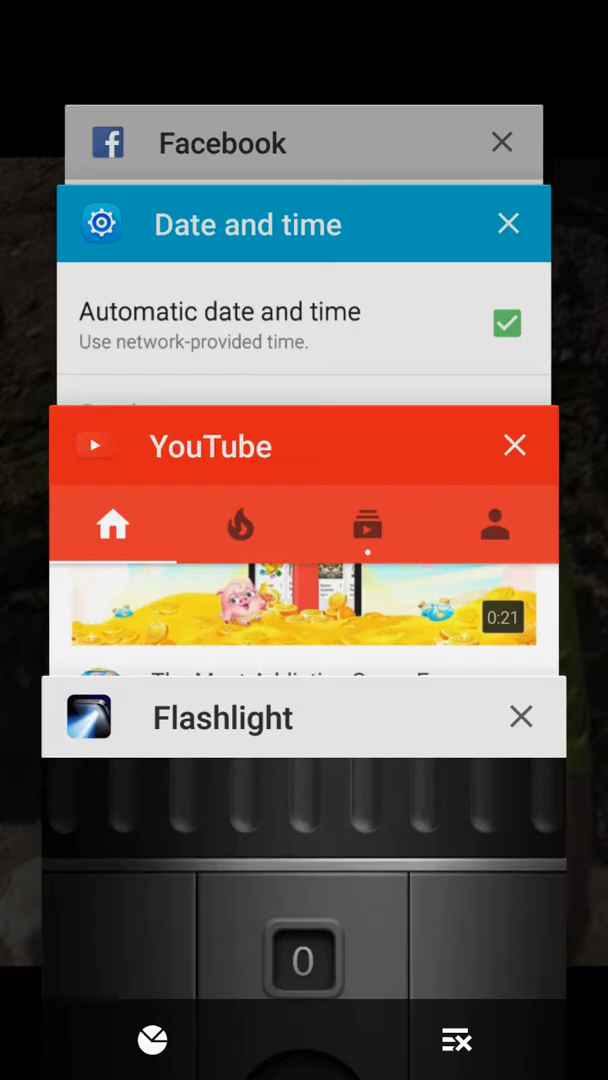 Facebook
Date and time
Automatic date and time
Use network-provided time.
YouTube
0:21
Flashlight
0